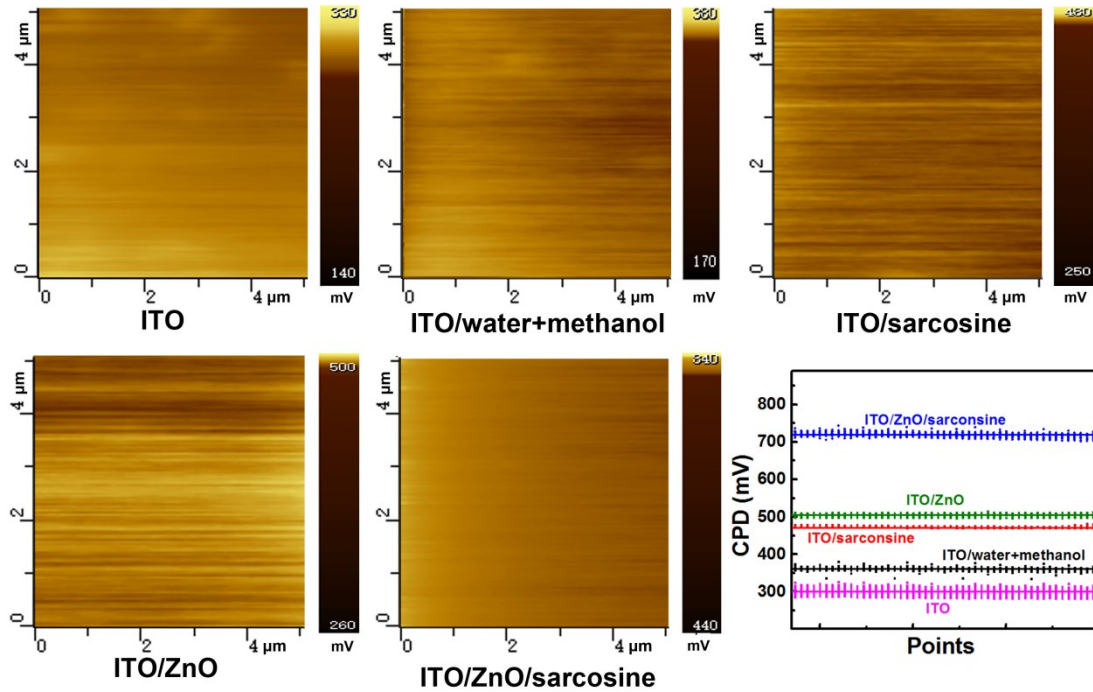 330
4 µm
2
0
140
mV
0 2 4 µm
ITO
380
4 µm
2
0
170
mV
0 2 4 µm
ITO/water+methanol
480
4 µm
2
0
250
mV
0 2 4 µm
ITO/sarcosine
500
4 µm
2
0
260
mV
0 2 4 µm
ITO/ZnO
840
4 µm
2
0
440
mV
0 2 4 µm
ITO/ZnO/sarcosine
CPD (mV)
800
700
600
500
400
300
ITO/ZnO/sarconsine
ITO/ZnO
ITO/sarconsine
ITO/water+methanol
ITO
Points